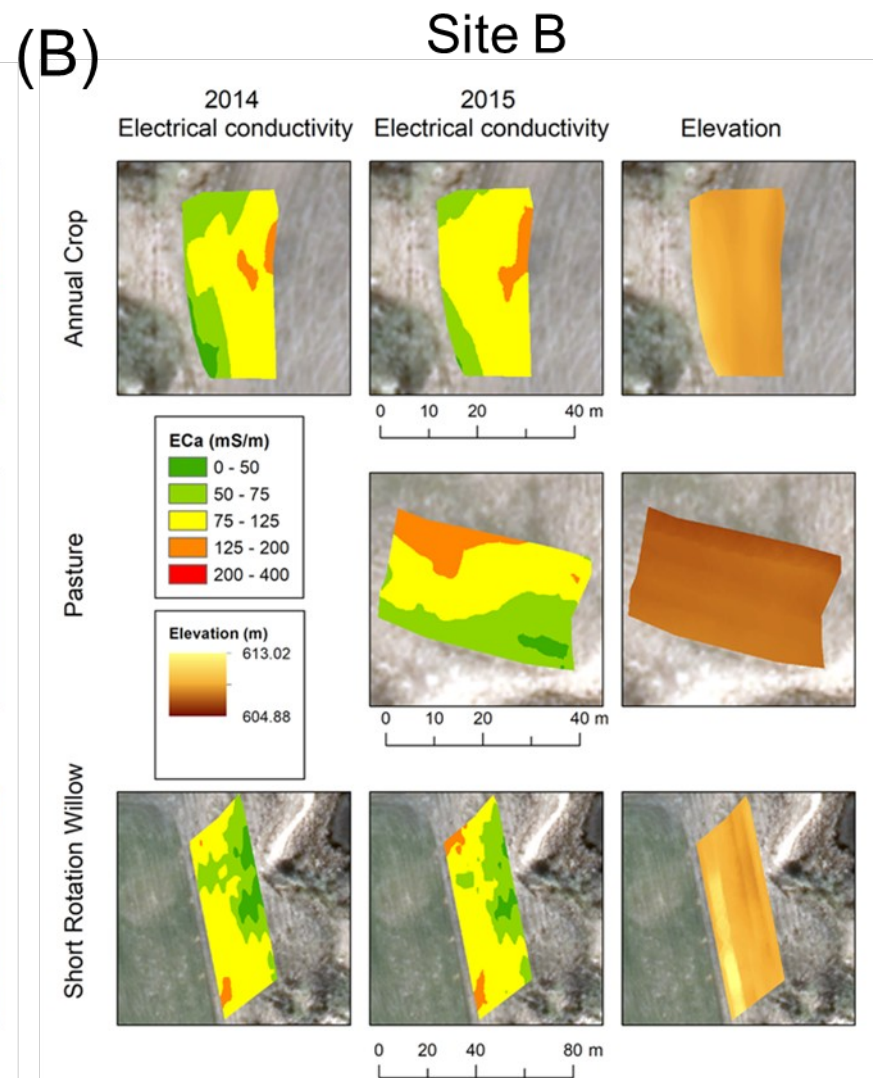 (B)
Site B
2014
Electrical conductivity
2015
Electrical conductivity
Elevation
Annual Crop
0 10 20 40 m
ECa (mS/m)
0 - 50
50 - 75
75 - 125
125 - 200
200 - 400
Pasture
Elevation (m)
613.02
604.88
0 10 20 40 m
Short Rotation Willow
0 20 40 80 m